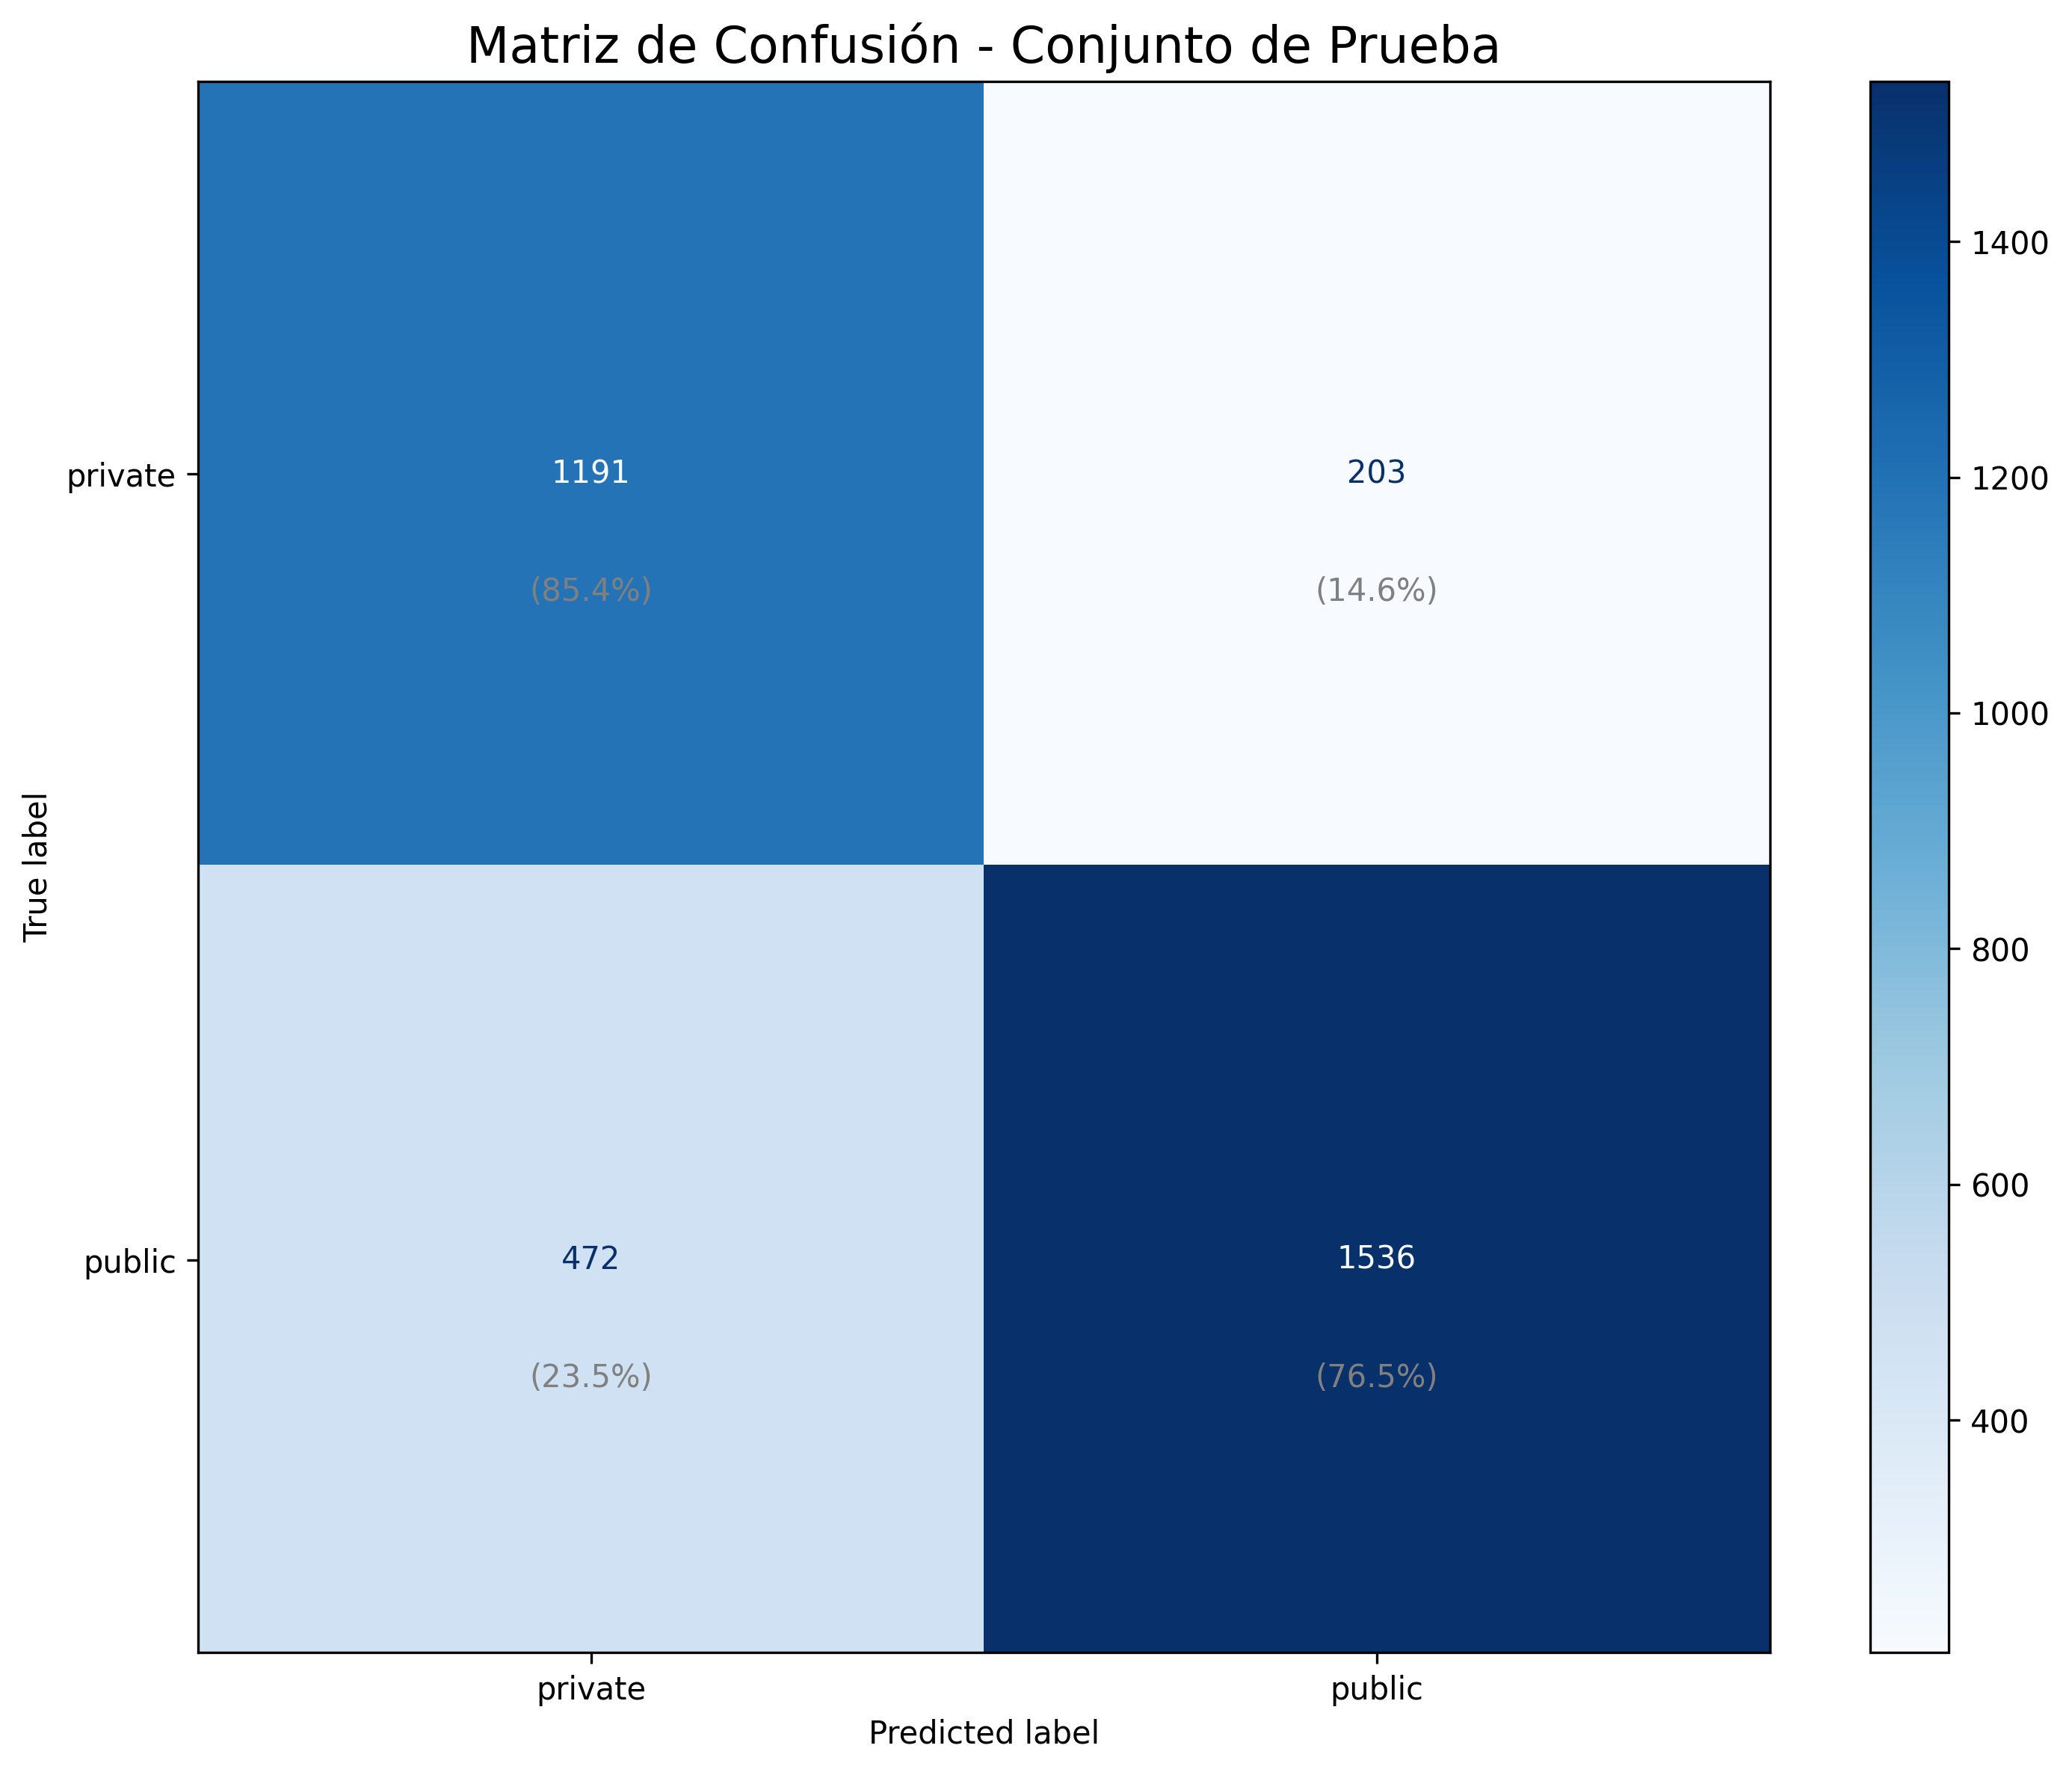 Matriz de Confusión - Conjunto de Prueba
1400
1200
1000
800
600
400
True label
private
public
1191
203
(85.4%)
(14.6%)
472
1536
(23.5%)
(76.5%)
private
public
Predicted label